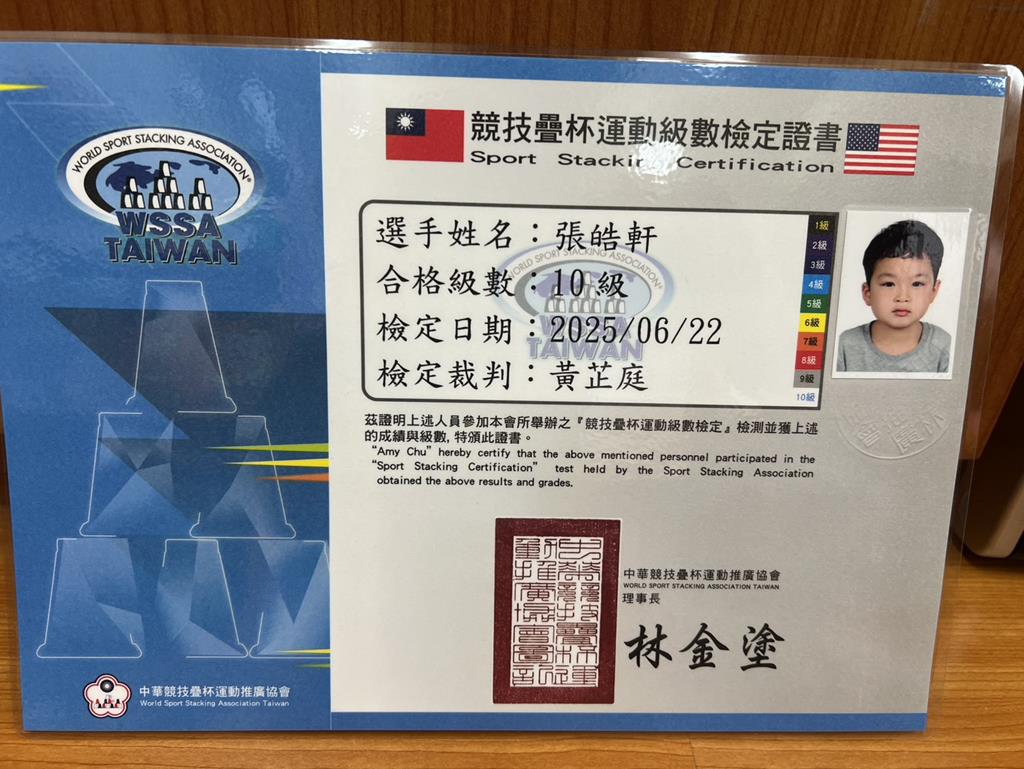 WORLD SPORT STACKING ASSOCIATION®
WSSA
TAIWAN
競技疊杯運動級數檢定證書
Sport Stacking Certification
選手姓名：張皓軒
合格級數：10級
檢定日期：2025/06/22
檢定裁判：黃芷庭
WORLD SPORT STACKING ASSOCIATION®
WSSA
TAIWAN
1級
2級
3級
4級
5級
6級
7級
8級
9級
10級
茲證明上述人員參加本會所舉辦之『競技疊杯運動級數檢定』檢測並獲上述
的成績與級數，特頒此證書。
“Amy Chu” hereby certify that the above mentioned personnel participated in the
“Sport Stacking Certification” test held by the Sport Stacking Association
obtained the above results and grades.
中華競技疊杯運動推廣協會
WORLD SPORT STACKING ASSOCIATION TAIWAN
理事長
林金塗
中華競技疊杯運動推廣協會
World Sport Stacking Association Taiwan